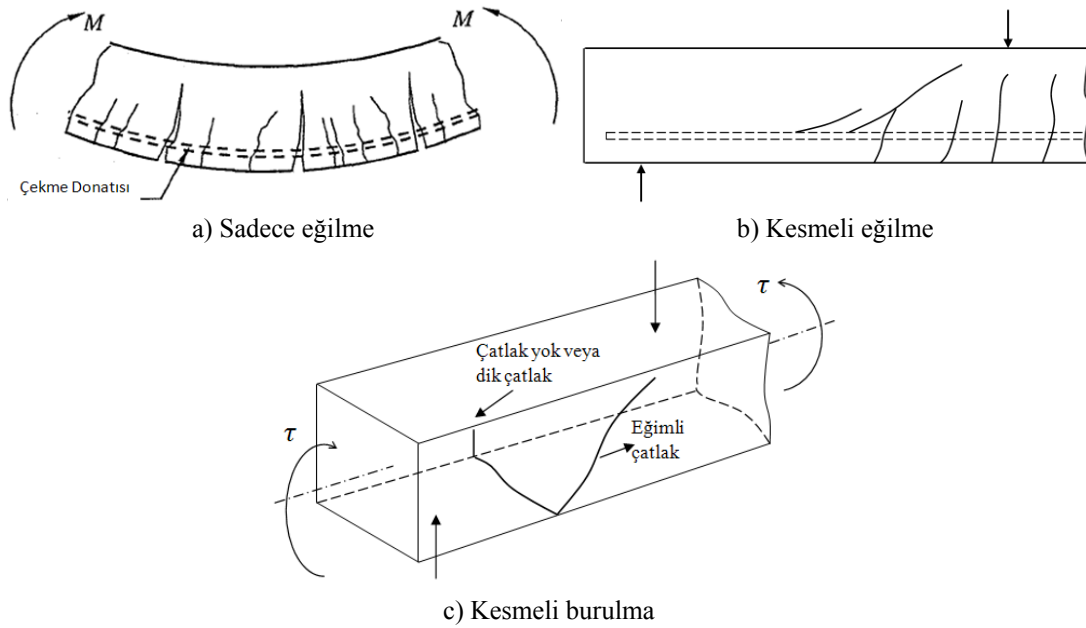 M
M
Çekme Donatısı
a) Sadece eğilme
b) Kesmeli eğilme
τ
Çatlak yok veya
dik çatlak
τ
Eğimli
çatlak
c) Kesmeli burulma